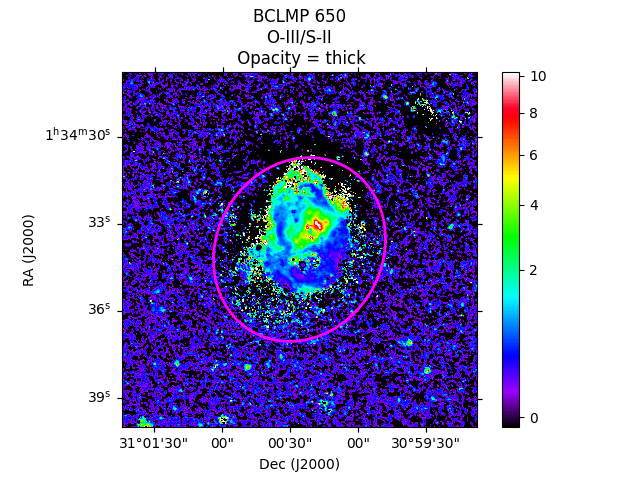 BCLMP 650
O-III/S-II
Opacity = thick
RA (J2000)
1ʰ34ᵐ30ˢ
33ˢ
36ˢ
39ˢ
31°01'30" 00" 00'30" 00" 30°59'30"
Dec (J2000)
10
8
6
4
2
0